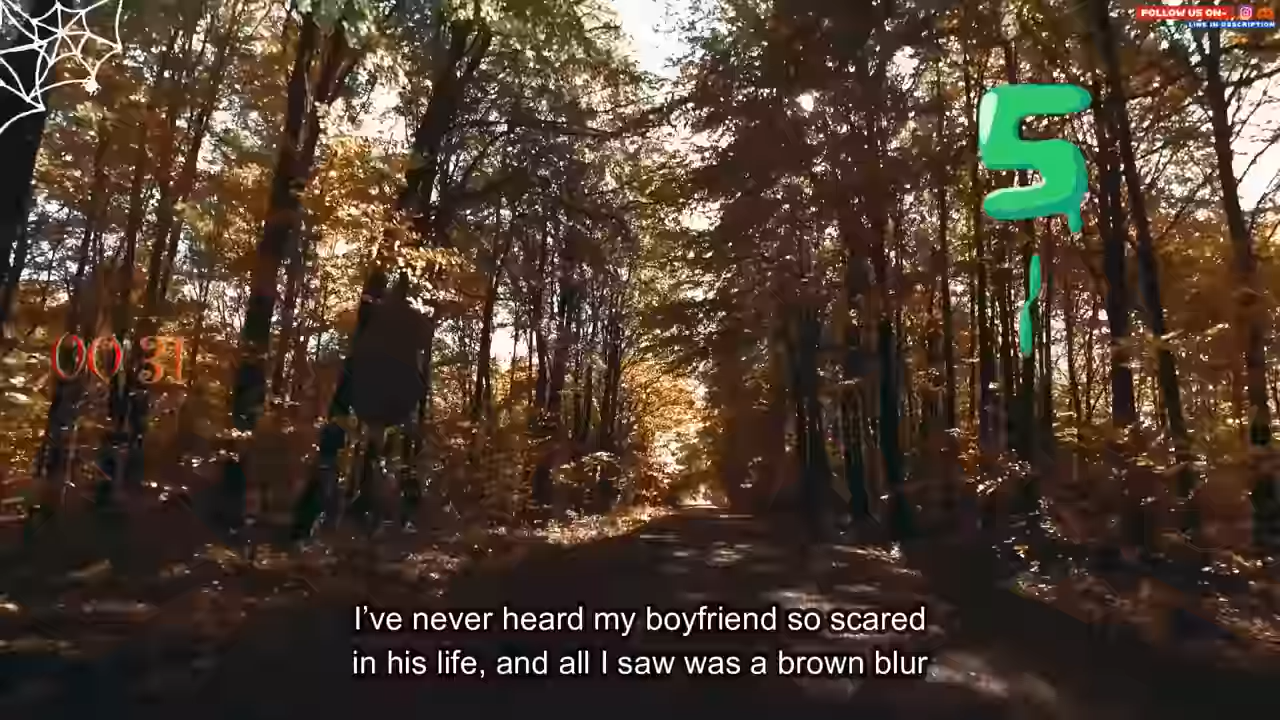 FOLLOW US ON-
LINK IN DESCRIPTION
5
00 31
I’ve never heard my boyfriend so scared
in his life, and all I saw was a brown blur